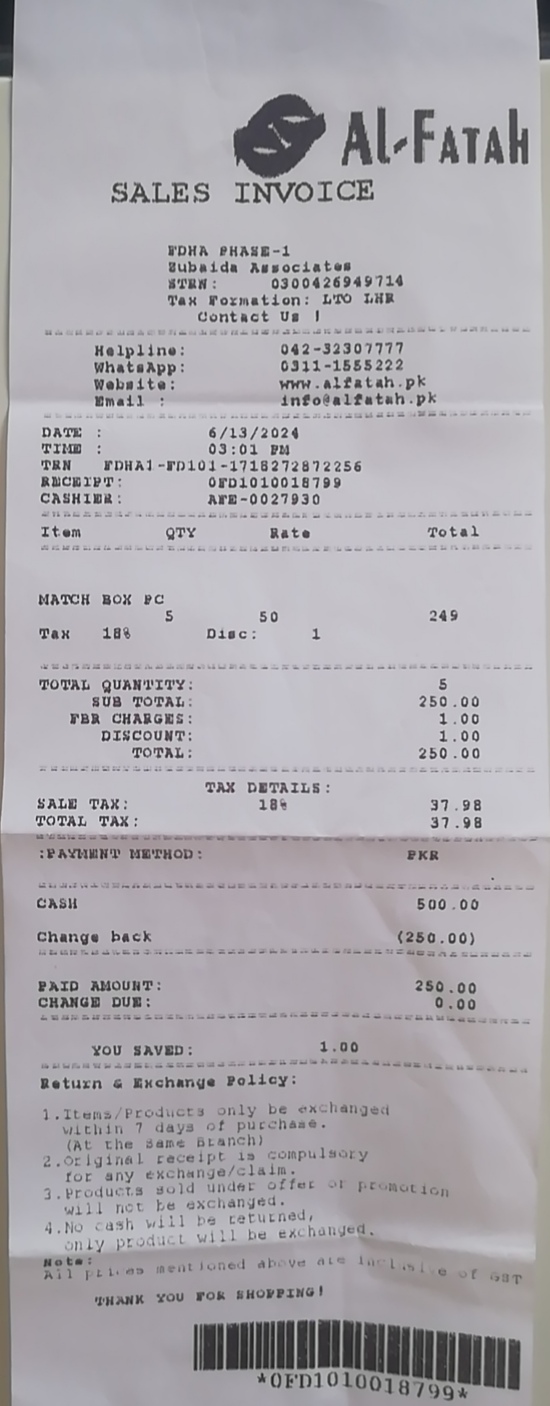 Al-Fatah
SALES INVOICE
FDHA PHASE-1
Zubaida Associates
STRN: 0300426949714
Tax Formation: LTO LHR
Contact Us !
Helpline: 042-32307777
WhatsApp: 0311-1555222
Website: www.alfatah.pk
Email : info@alfatah.pk
DATE : 6/13/2024
TIME : 03:01 PM
TRN FDHA1-FD101-1718272872256
RECEIPT: 0FD1010018799
CASHIER: AFE-0027930
Item QTY Rate Total
MATCH BOX PC
5 50 249
Tax 18% Disc: 1
TOTAL QUANTITY: 5
SUB TOTAL: 250.00
FBR CHARGES: 1.00
DISCOUNT: 1.00
TOTAL: 250.00
TAX DETAILS:
SALE TAX: 18% 37.98
TOTAL TAX: 37.98
:PAYMENT METHOD: PKR
CASH 500.00
Change back (250.00)
PAID AMOUNT: 250.00
CHANGE DUE: 0.00
YOU SAVED: 1.00
Return & Exchange Policy:
1.Items/Products only be exchanged
within 7 days of purchase.
(At the Same Branch)
2.Original receipt is compulsory
for any exchange/claim.
3.Products sold under offer or promotion
will not be exchanged.
4.No cash will be returned,
only product will be exchanged.
Note:
All prices mentioned above are inclusive of GST
THANK YOU FOR SHOPPING!
*0FD1010018799*